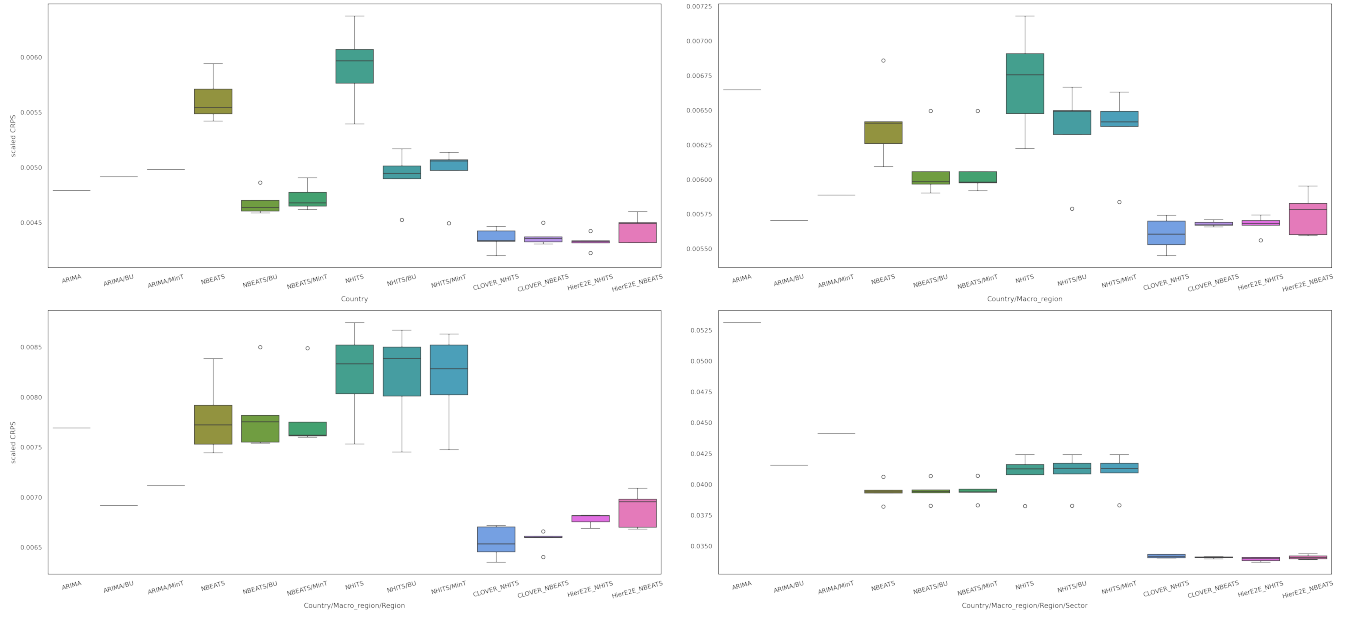 scaled CRPS
0.0060
0.0055
0.0050
0.0045
ARIMA ARIMA/BU ARIMA/MinT NBEATS NBEATS/BU NBEATS/MinT NHITS NHITS/BU NHITS/MinT CLOVER_NHITS CLOVER_NBEATS HierE2E_NHITS HierE2E_NBEATS
Country
0.00725
0.00700
0.00675
0.00650
0.00625
0.00600
0.00575
0.00550
ARIMA ARIMA/BU ARIMA/MinT NBEATS NBEATS/BU NBEATS/MinT NHITS NHITS/BU NHITS/MinT CLOVER_NHITS CLOVER_NBEATS HierE2E_NHITS HierE2E_NBEATS
Country/Macro_region
scaled CRPS
0.0085
0.0080
0.0075
0.0070
0.0065
ARIMA ARIMA/BU ARIMA/MinT NBEATS NBEATS/BU NBEATS/MinT NHITS NHITS/BU NHITS/MinT CLOVER_NHITS CLOVER_NBEATS HierE2E_NHITS HierE2E_NBEATS
Country/Macro_region/Region
0.0525
0.0500
0.0475
0.0450
0.0425
0.0400
0.0375
0.0350
ARIMA ARIMA/BU ARIMA/MinT NBEATS NBEATS/BU NBEATS/MinT NHITS NHITS/BU NHITS/MinT CLOVER_NHITS CLOVER_NBEATS HierE2E_NHITS HierE2E_NBEATS
Country/Macro_region/Region/Sector